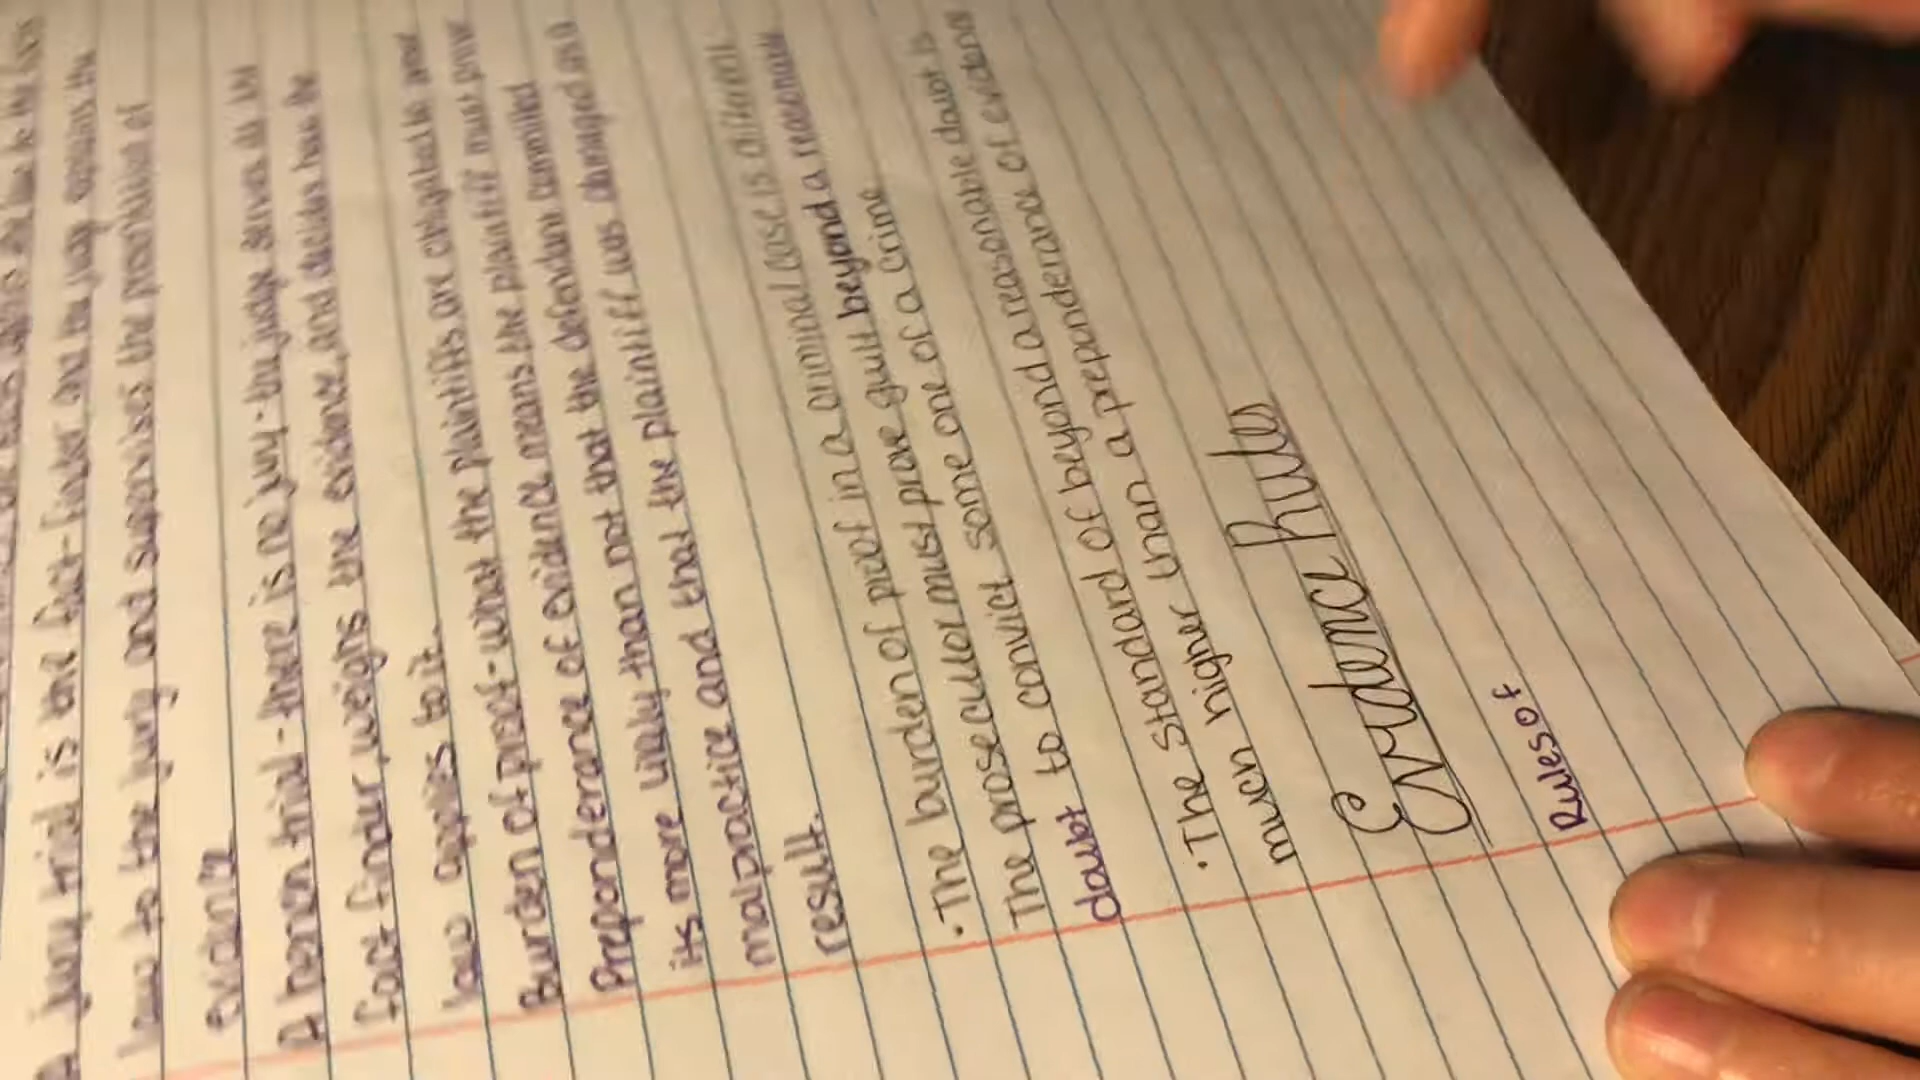 A jury trial is the fact-finder and the judge explains the
law to the jury and supervises the presentation of
evidence
A bench trial - there is no jury - the judge serves as the
fact finder, weighs the evidence, and decides how the
law applies to it.
Burden of proof - what the plaintiffs are obligated to
Preponderance of evidence means the plaintiff must prove
its more likely than not that the defendant committed
malpractice and that the plaintiff was damaged as a
result.
• The burden of proof in a criminal case is different.
The prosecutor must prove guilt beyond a reasonable
doubt to convict some one of a crime.
• The standard of beyond a reasonable doubt is
much higher than a preponderance of evidence
Evidence Rules
Rules of